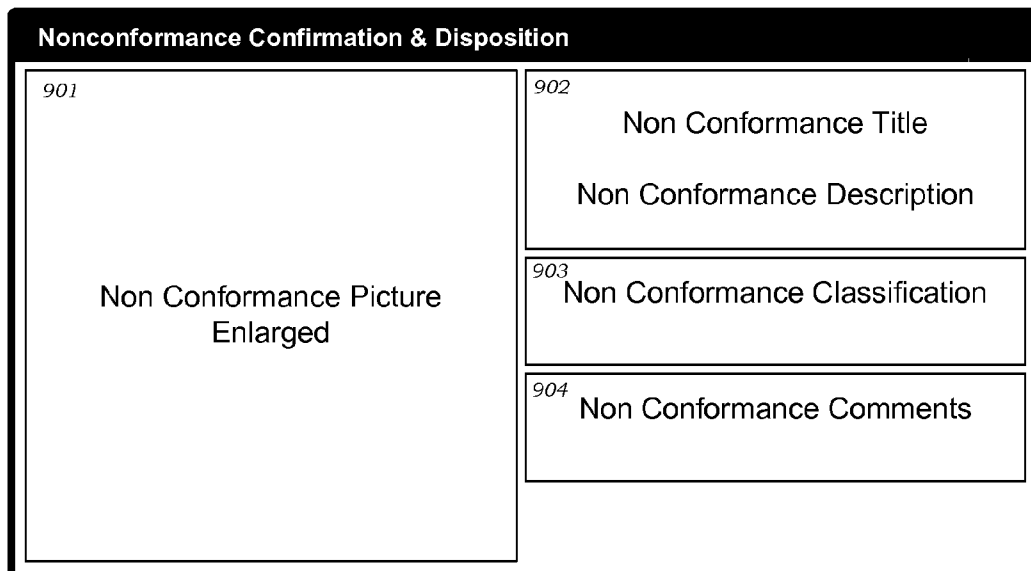 Nonconformance Confirmation & Disposition
901
Non Conformance Picture
Enlarged
902
Non Conformance Title
Non Conformance Description
903
Non Conformance Classification
904
Non Conformance Comments